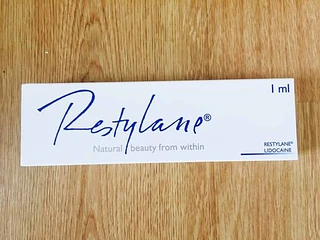 1 ml
Restylane®
Natural beauty from within
RESTYLANE®
LIDOCAINE